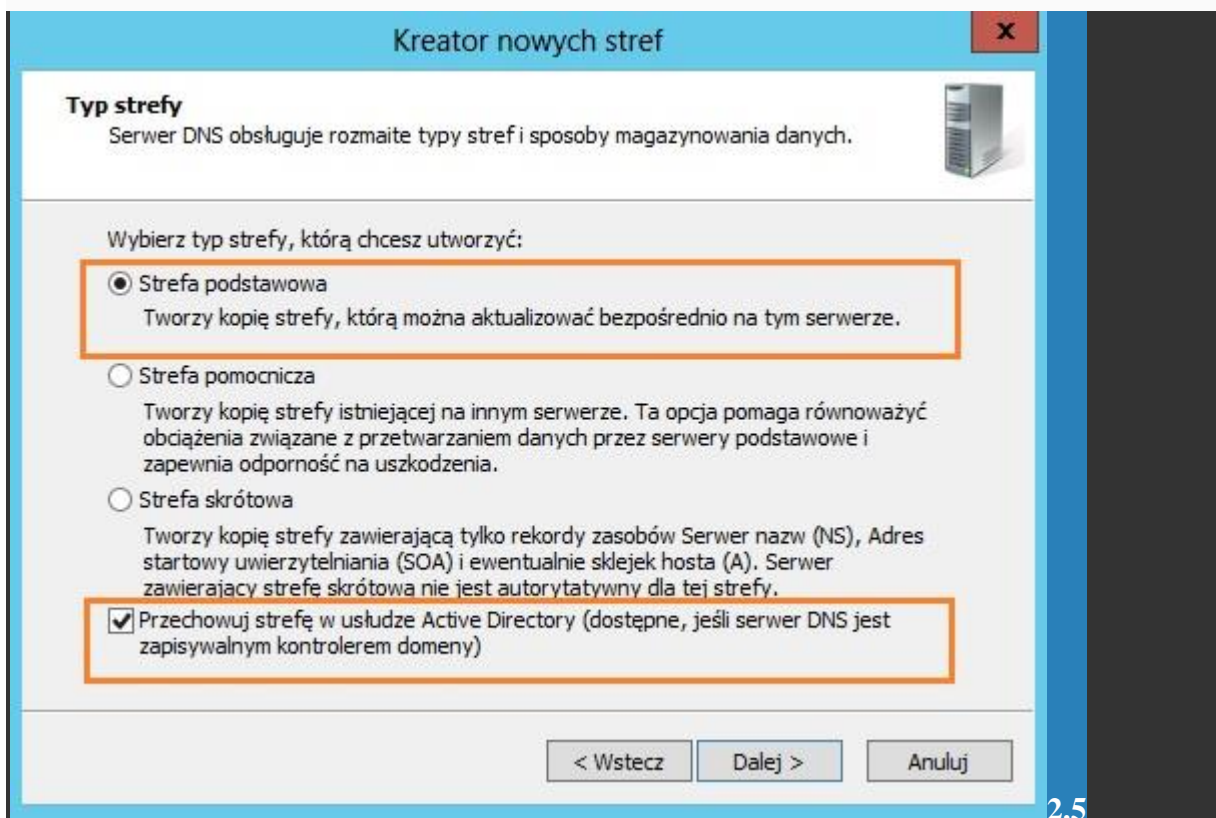 Kreator nowych stref
x
Typ strefy
Serwer DNS obsługuje rozmaite typy stref i sposoby magazynowania danych.
Wybierz typ strefy, którą chcesz utworzyć:
Strefa podstawowa
Tworzy kopię strefy, którą można aktualizować bezpośrednio na tym serwerze.
Strefa pomocnicza
Tworzy kopię strefy istniejącej na innym serwerze. Ta opcja pomaga równoważyć
obciążenia związane z przetwarzaniem danych przez serwery podstawowe i
zapewnia odporność na uszkodzenia.
Strefa skrótowa
Tworzy kopię strefy zawierającą tylko rekordy zasobów Serwer nazw (NS), Adres
startowy uwierzytelniania (SOA) i ewentualnie sklejek hosta (A). Serwer
zawierający strefę skrótową nie jest autorytatywny dla tej strefy.
Przechowuj strefę w usłudze Active Directory (dostępne, jeśli serwer DNS jest
zapisywalnym kontrolerem domeny)
< Wstecz Dalej > Anuluj
2.5